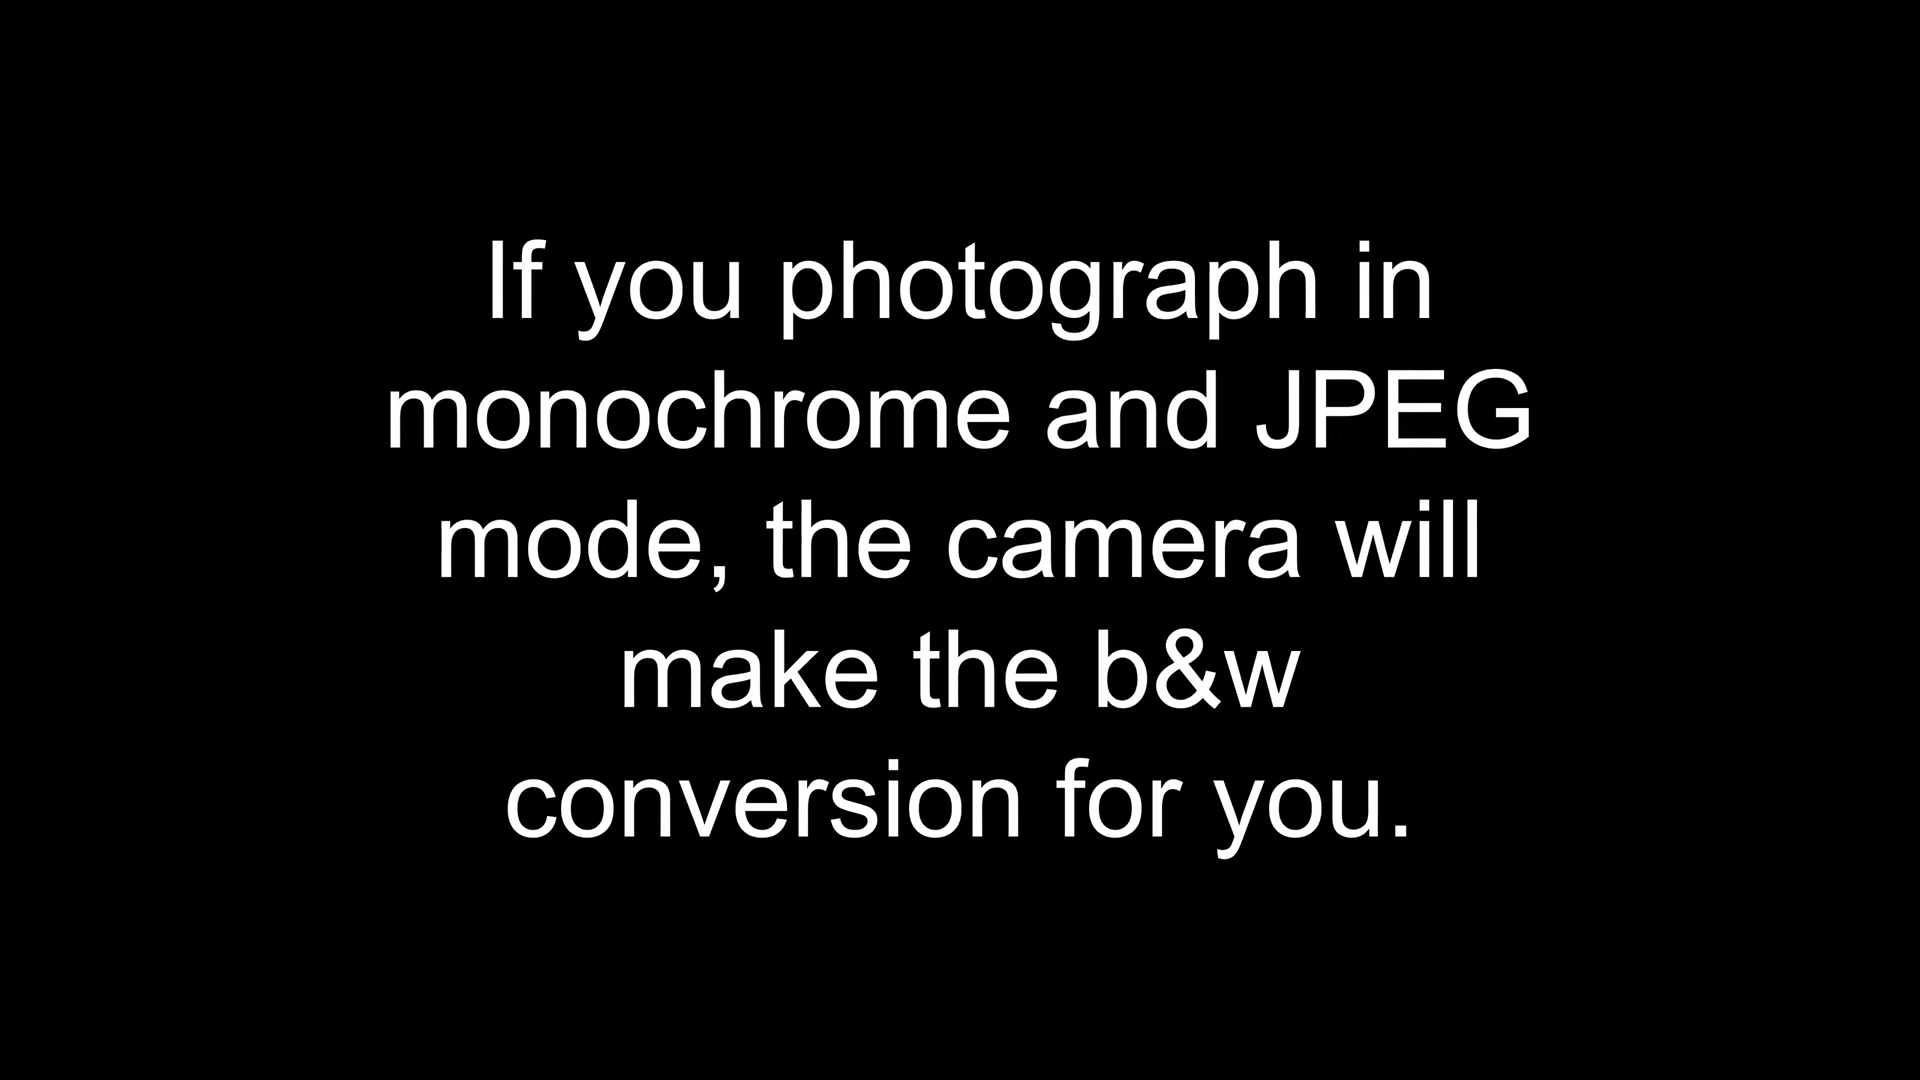 If you photograph in
monochrome and JPEG
mode, the camera will
make the b&w
conversion for you.